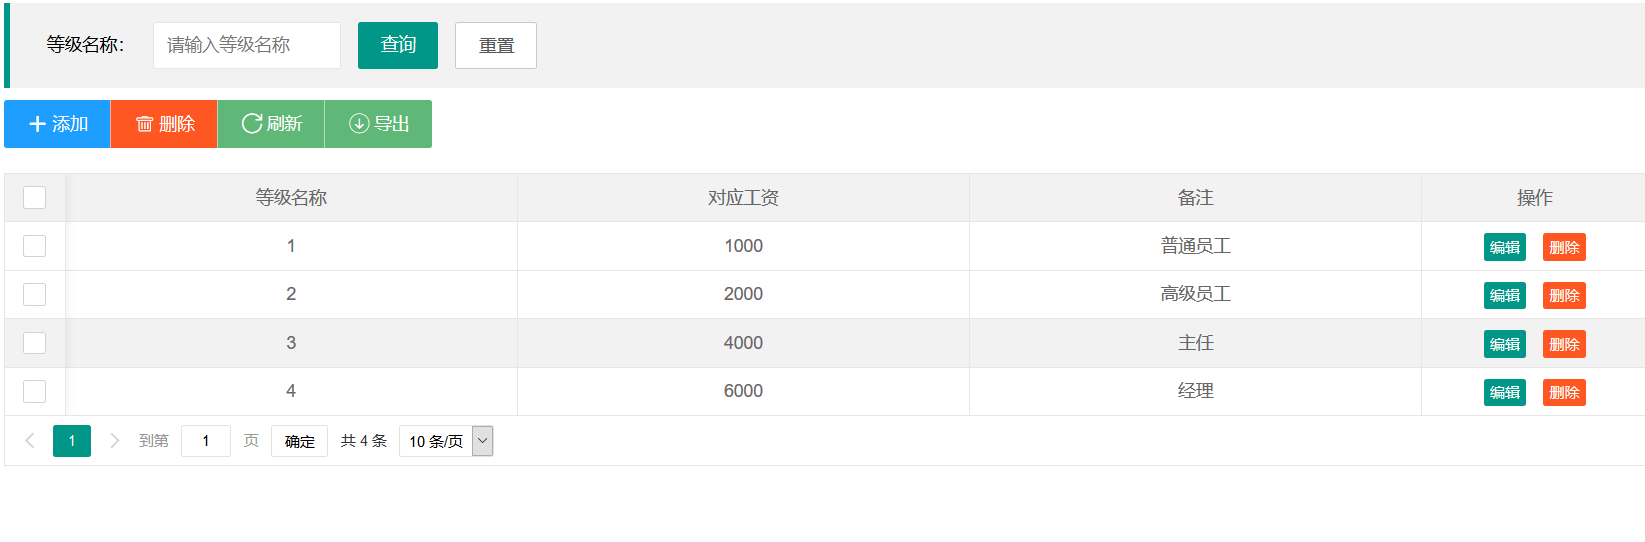 等级名称： 请输入等级名称 查询 重置
添加 删除 刷新 导出
等级名称 对应工资 备注 操作
1 1000 普通员工 编辑 删除
2 2000 高级员工 编辑 删除
3 4000 主任 编辑 删除
4 6000 经理 编辑 删除
1 到第 1 页 确定 共 4 条 10 条/页